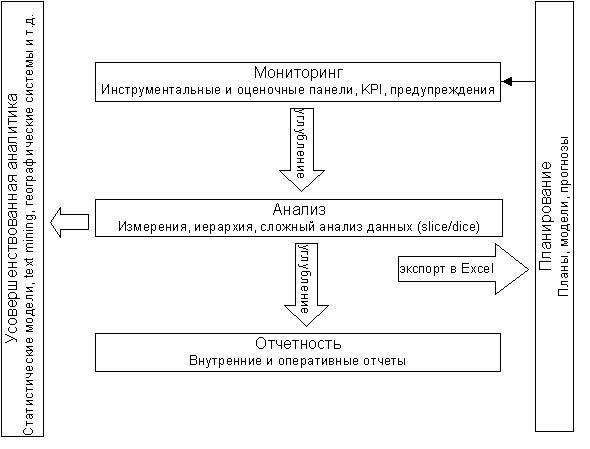 Усовершенствованная аналитика
Статистические модели, text mining, географические системы и т.д.
Мониторинг
Инструментальные и оценочные панели, KPI, предупреждения
углубление
Анализ
Измерения, иерархия, сложный анализ данных (slice/dice)
углубление
экспорт в Excel
Отчетность
Внутренние и оперативные отчеты
Планирование
Планы, модели, прогнозы